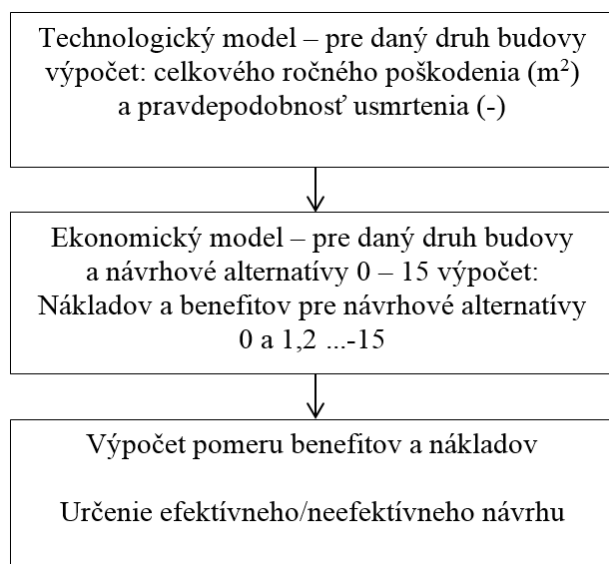 Technologický model – pre daný druh budovy
výpočet: celkového ročného poškodenia (m²)
a pravdepodobnosť usmrtenia (-)
Ekonomický model – pre daný druh budovy
a návrhové alternatívy 0 – 15 výpočet:
Nákladov a benefitov pre návrhové alternatívy
0 a 1,2 ...-15
Výpočet pomeru benefitov a nákladov
Určenie efektívneho/neefektívneho návrhu